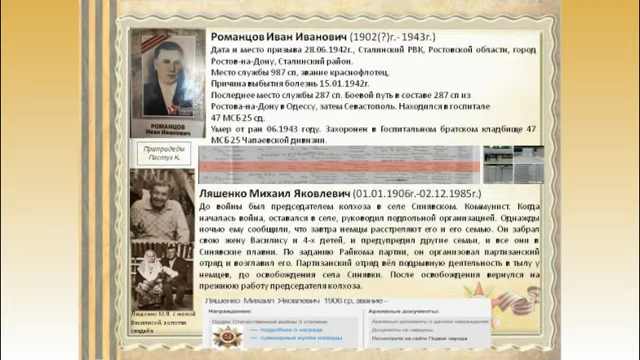 Романцов Иван Иванович (1902(?)г.- 1943г.)
Дата и место призыва 28.06.1942г., Сталинский РВК, Ростовской области, город
Ростов-на-Дону, Сталинский район.
Место службы 987 сп, звание краснофлотец.
Причина выбытия болезнь 15.01.1942г.
Последнее место службы 287 сп. Боевой путь в составе 287 сп из
Ростова-на-Дону в Одессу, затем Севастополь. Находился в госпитале
47 МСБ 25 сд.
Умер от ран 06.1943 году. Захоронен в Госпитальном братском кладбище 47
МСБ 25 Чапаевской дивизии.
РОМАНЦОВ
Иван Иванович
Прапрадеды
Пастух К.
Ляшенко Михаил Яковлевич (01.01.1906г.-02.12.1985г.)
До войны был председателем колхоза в селе Синявском. Коммунист. Когда
началась война, оставался в селе, руководил подпольной организацией. Однажды
ночью ему сообщили, что завтра немцы расстреляют его и его семью. Он забрал
свою жену Василису и 4-х детей, и предупредил другие семьи, и все они в
Синявские плавни. По заданию Райкома партии, он организовал партизанский
отряд и возглавил его. Партизанский отряд вёл подрывную деятельность в тылу у
немцев, до освобождения села Синявки. После освобождения вернулся на
прежнюю работу председателя колхоза.
Ляшенко М.Я. с женой
Василисой, золотая
свадьба
Ляшенко Михаил Яковлевич 1906 г.р, звание -
Награждения:
Орден Отечественной войны II степени
— подробнее о награде
— сувенирный муляж награды
Архивные документы:
Архивные документы о данном награждении
Документы не найдены
Посмотрите на сайте Подвиг народа